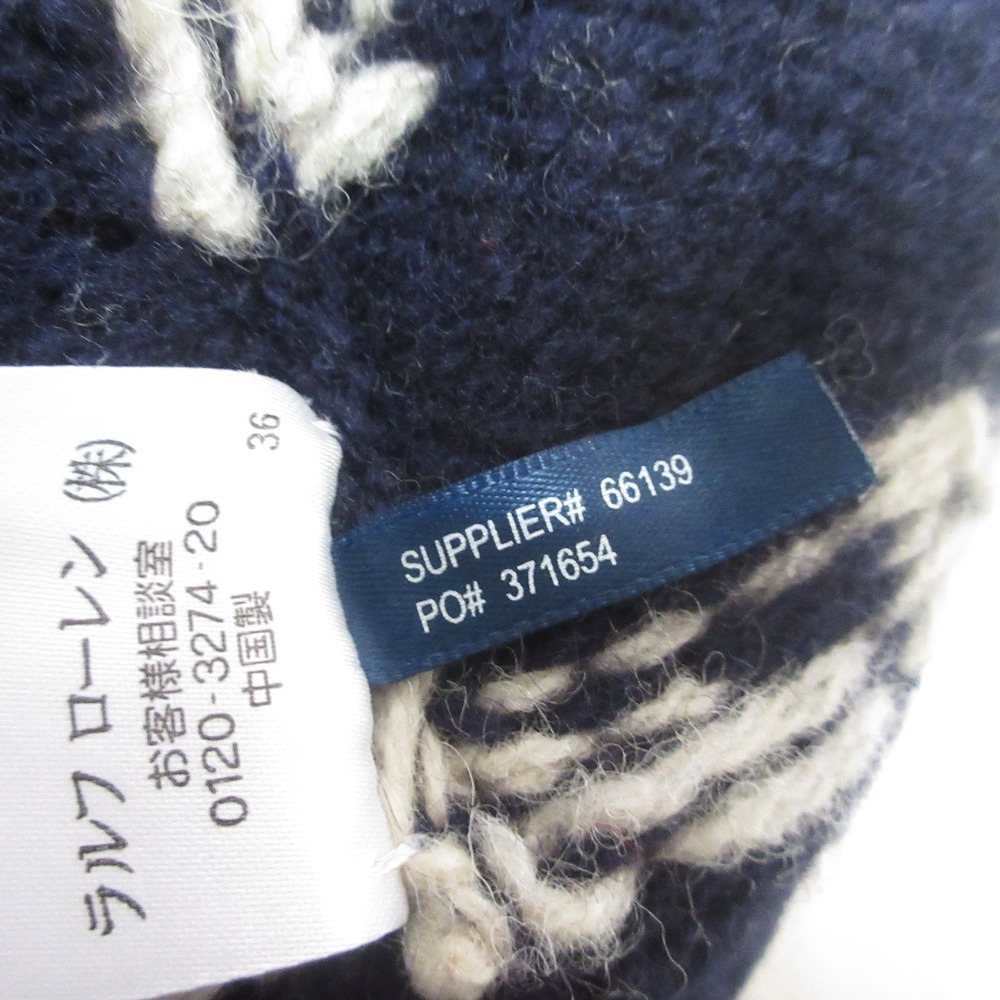 ラルフ ローレン (株)
お客様相談室
0120-3274-20
中国製
36
SUPPLIER# 66139
PO# 371654